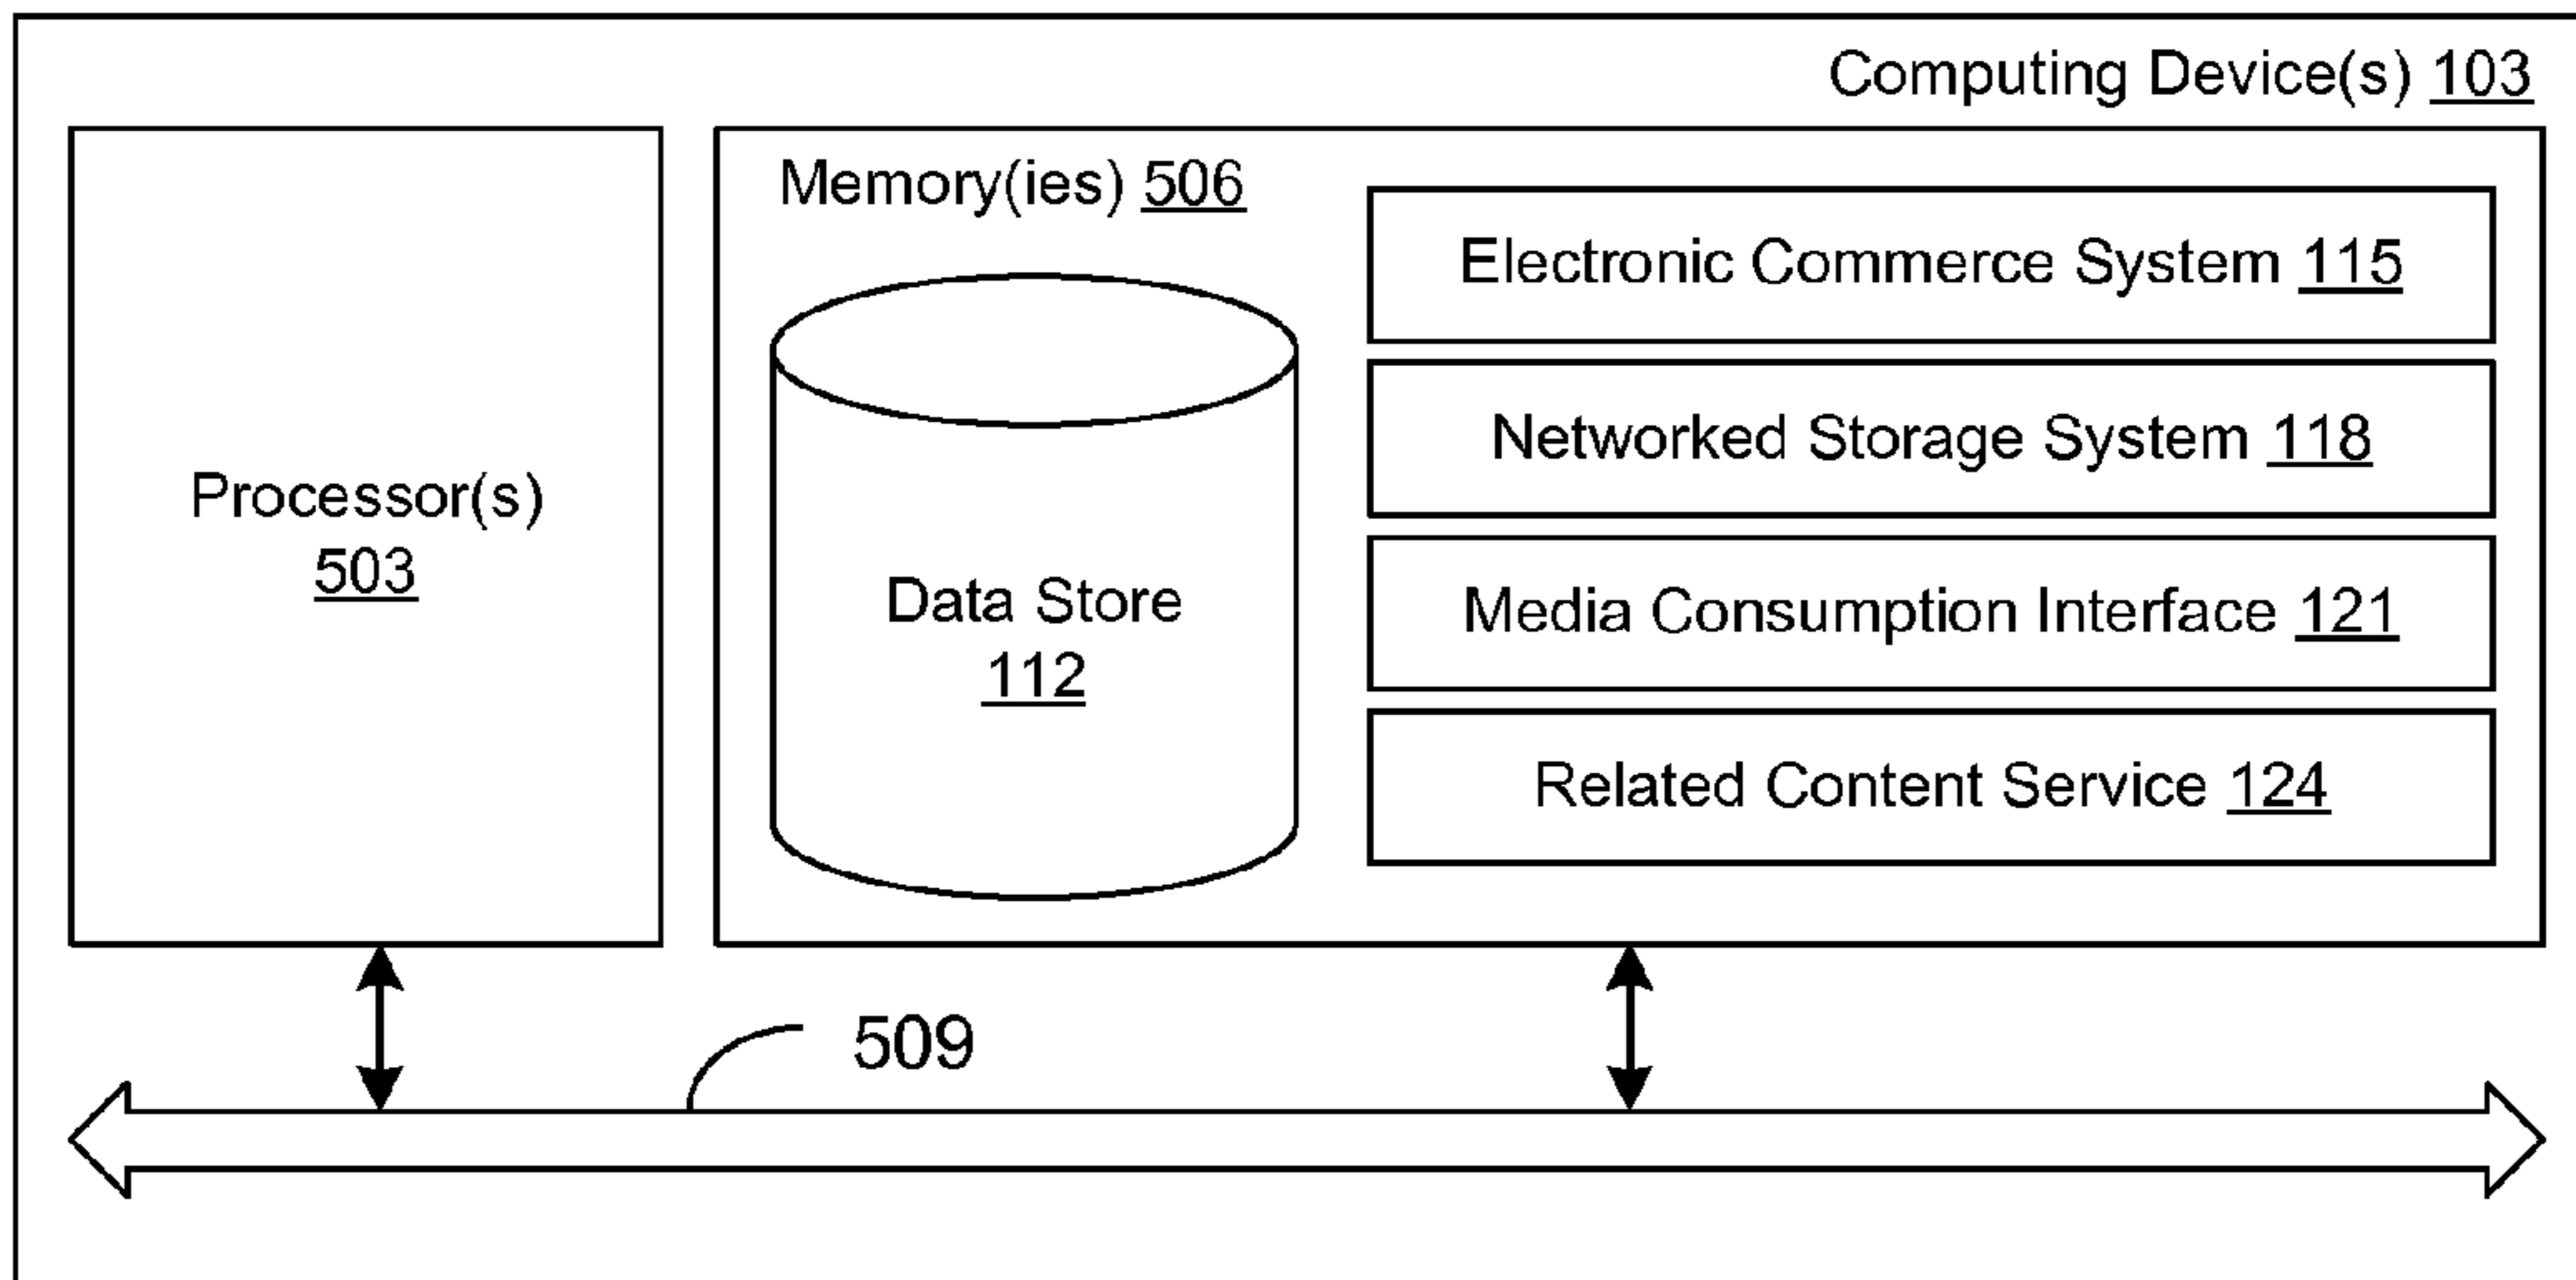 Computing Device(s) 103
Memory(ies) 506
Electronic Commerce System 115
Networked Storage System 118
Processor(s)
503
Data Store
112
Media Consumption Interface 121
Related Content Service 124
509